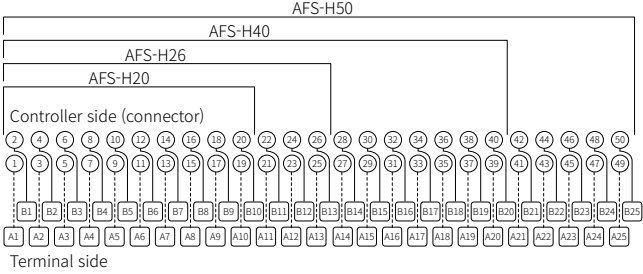 AFS-H50
AFS-H40
AFS-H26
AFS-H20
Controller side (connector)
2 4 6 8 10 12 14 16 18 20 22 24 26 28 30 32 34 36 38 40 42 44 46 48 50
1 3 5 7 9 11 13 15 17 19 21 23 25 27 29 31 33 35 37 39 41 43 45 47 49
B1 B2 B3 B4 B5 B6 B7 B8 B9 B10 B11 B12 B13 B14 B15 B16 B17 B18 B19 B20 B21 B22 B23 B24 B25
A1 A2 A3 A4 A5 A6 A7 A8 A9 A10 A11 A12 A13 A14 A15 A16 A17 A18 A19 A20 A21 A22 A23 A24 A25
Terminal side